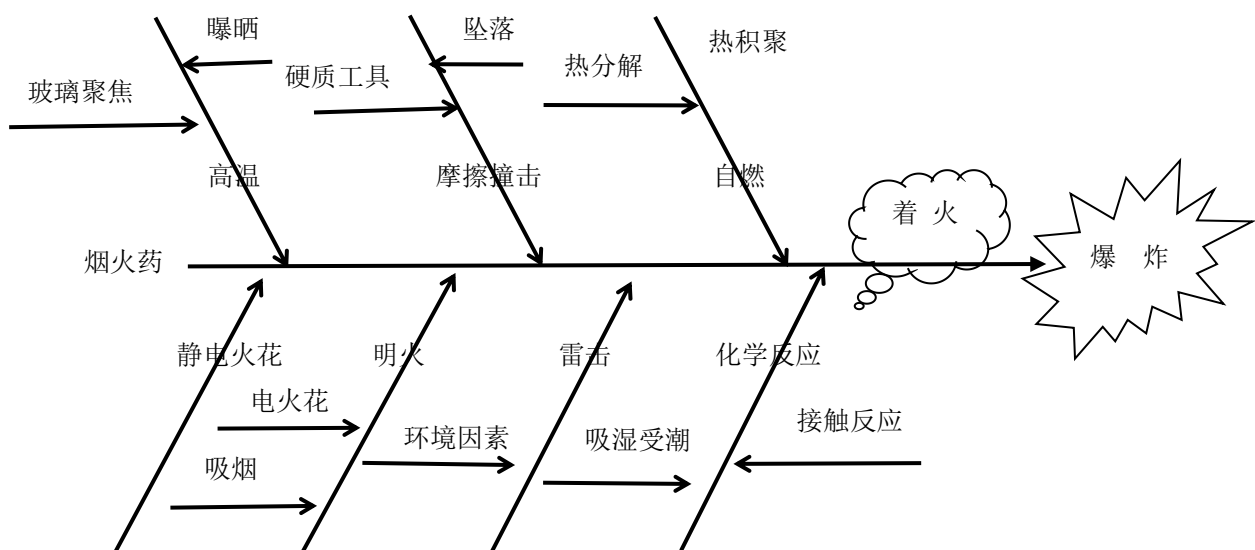 曝晒
坠落
热积聚
热分解
硬质工具
玻璃聚焦
高温
摩擦撞击
自燃
着 火
烟火药
爆 炸
静电火花
明火
雷击
化学反应
电火花
环境因素
吸湿受潮
接触反应
吸烟